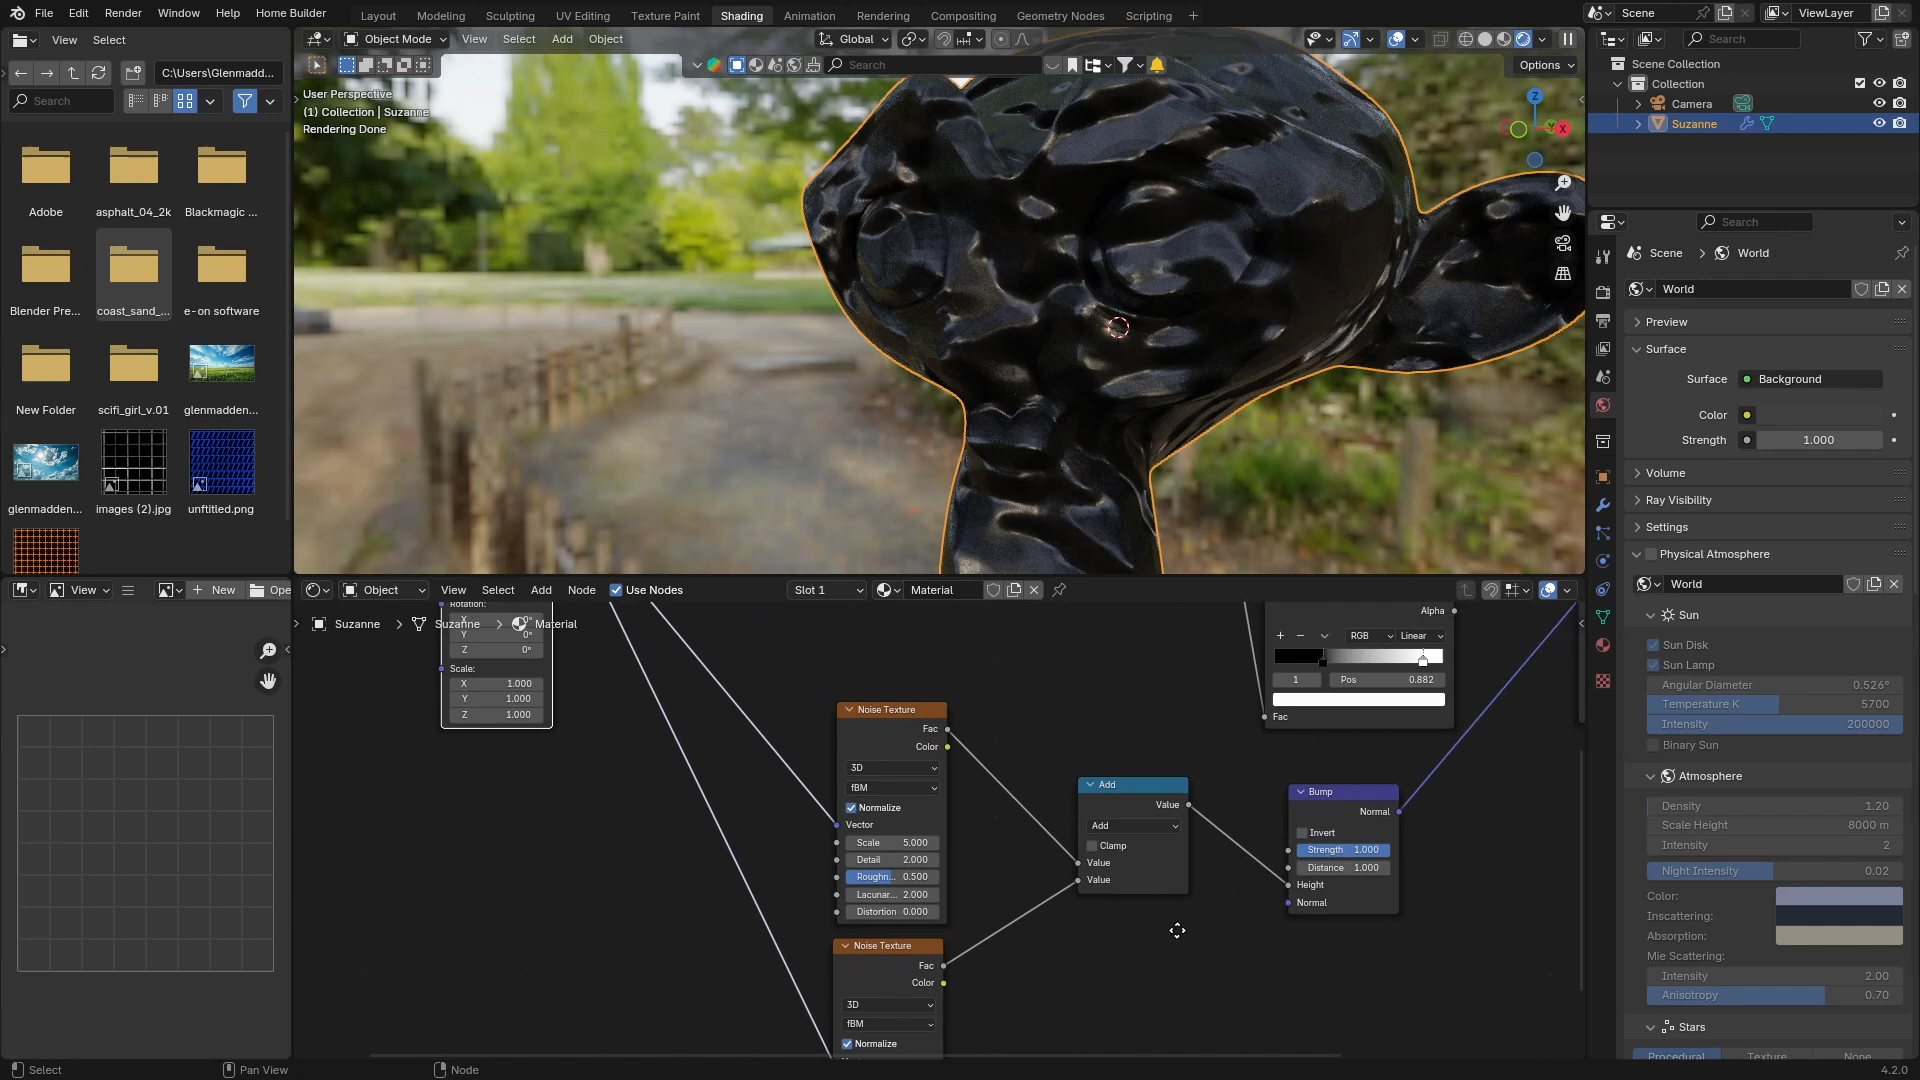 File Edit Render Window Help Home Builder
Layout Modeling Sculpting UV Editing Texture Paint Shading Animation Rendering Compositing Geometry Nodes Scripting +
Scene ViewLayer
View Select
Object Mode View Select Add Object Global
Search
C:\Users\Glenmadd...
Search
Search Options
User Perspective
(1) Collection | Suzanne
Rendering Done
Z
X
Adobe asphalt_04_2k Blackmagic ...
Blender Pre... coast_sand_... e-on software
New Folder scifi_girl_v.01 glenmadden...
glenmadden... images (2).jpg unftitled.png
Scene Collection
Collection
Camera
Suzanne
Search
Scene World
World
Preview
Surface
Surface Background
Color
Strength 1.000
Volume
Ray Visibility
Settings
Physical Atmosphere
World
Sun
Sun Disk
Sun Lamp
Angular Diameter 0.526°
Temperature K 5700
Intensity 200000
Binary Sun
Atmosphere
Density 1.20
Scale Height 8000 m
Intensity 2
Night Intensity 0.02
Color:
Inscattering:
Absorption:
Mie Scattering:
Intensity 2.00
Anisotropy 0.70
Stars
Procedural Texture None
View New Ope
Object View Select Add Node Use Nodes Slot 1 Material
Suzanne Suzanne Material
Rotation:
X 0°
Y 0°
Z 0°
Scale:
X 1.000
Y 1.000
Z 1.000
Noise Texture
Fac
Color
3D
fBM
Normalize
Vector
Scale 5.000
Detail 2.000
Roughn... 0.500
Lacunar... 2.000
Distortion 0.000
Noise Texture
Fac
Color
3D
fBM
Normalize
Add
Value
Add
Clamp
Value
Value
Alpha
RGB Linear
1 Pos 0.882
Fac
Bump
Normal
Invert
Strength 1.000
Distance 1.000
Height
Normal
Select Pan View Node 4.2.0